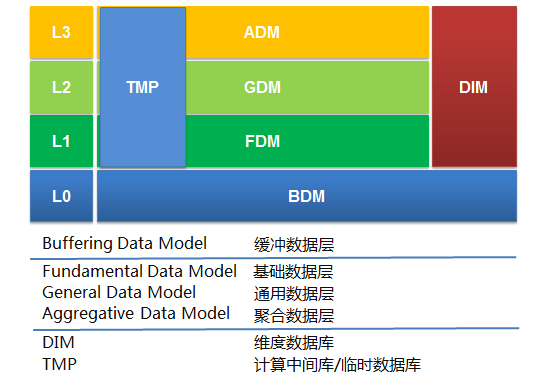 L3 ADM
L2 TMP GDM DIM
L1 FDM
L0 BDM
Buffering Data Model 缓冲数据层
Fundamental Data Model 基础数据层
General Data Model 通用数据层
Aggregative Data Model 聚合数据层
DIM 维度数据库
TMP 计算中间库/临时数据库